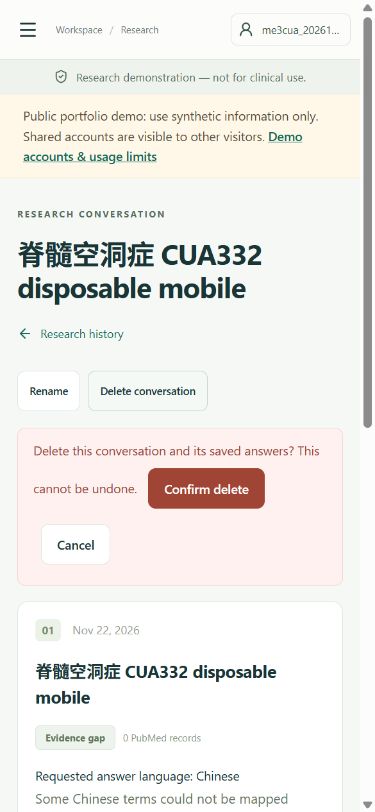 Workspace / Research
me3cua_20261...
Research demonstration — not for clinical use.
Public portfolio demo: use synthetic information only.
Shared accounts are visible to other visitors. Demo
accounts & usage limits
RESEARCH CONVERSATION
脊髓空洞症 CUA332
disposable mobile
← Research history
Rename
Delete conversation
Delete this conversation and its saved answers? This
cannot be undone.
Confirm delete
Cancel
01
Nov 22, 2026
脊髓空洞症 CUA332 disposable
mobile
Evidence gap
0 PubMed records
Requested answer language: Chinese
Some Chinese terms could not be mapped